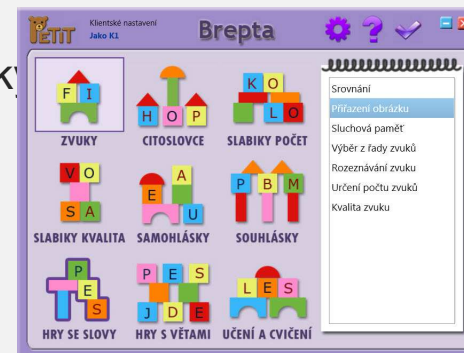 ky
PETIT
Klientské nastavení
Jako K1
Brepta
?
F I
ZVUKY
H O P
CITOSLOVCE
K O
L O
SLABIKY POČET
V O
S A
SLABIKY KVALITA
A
E
U
SAMOHLÁSKY
P B M
SOUHLÁSKY
P
E
S
HRY SE SLOVY
P E S
J D E
HRY S VĚTAMI
L E S
UČENÍ A CVIČENÍ
Srovnání
Přiřazení obrázku
Sluchová paměť
Výběr z řady zvuků
Rozeznávání zvuku
Určení počtu zvuků
Kvalita zvuku